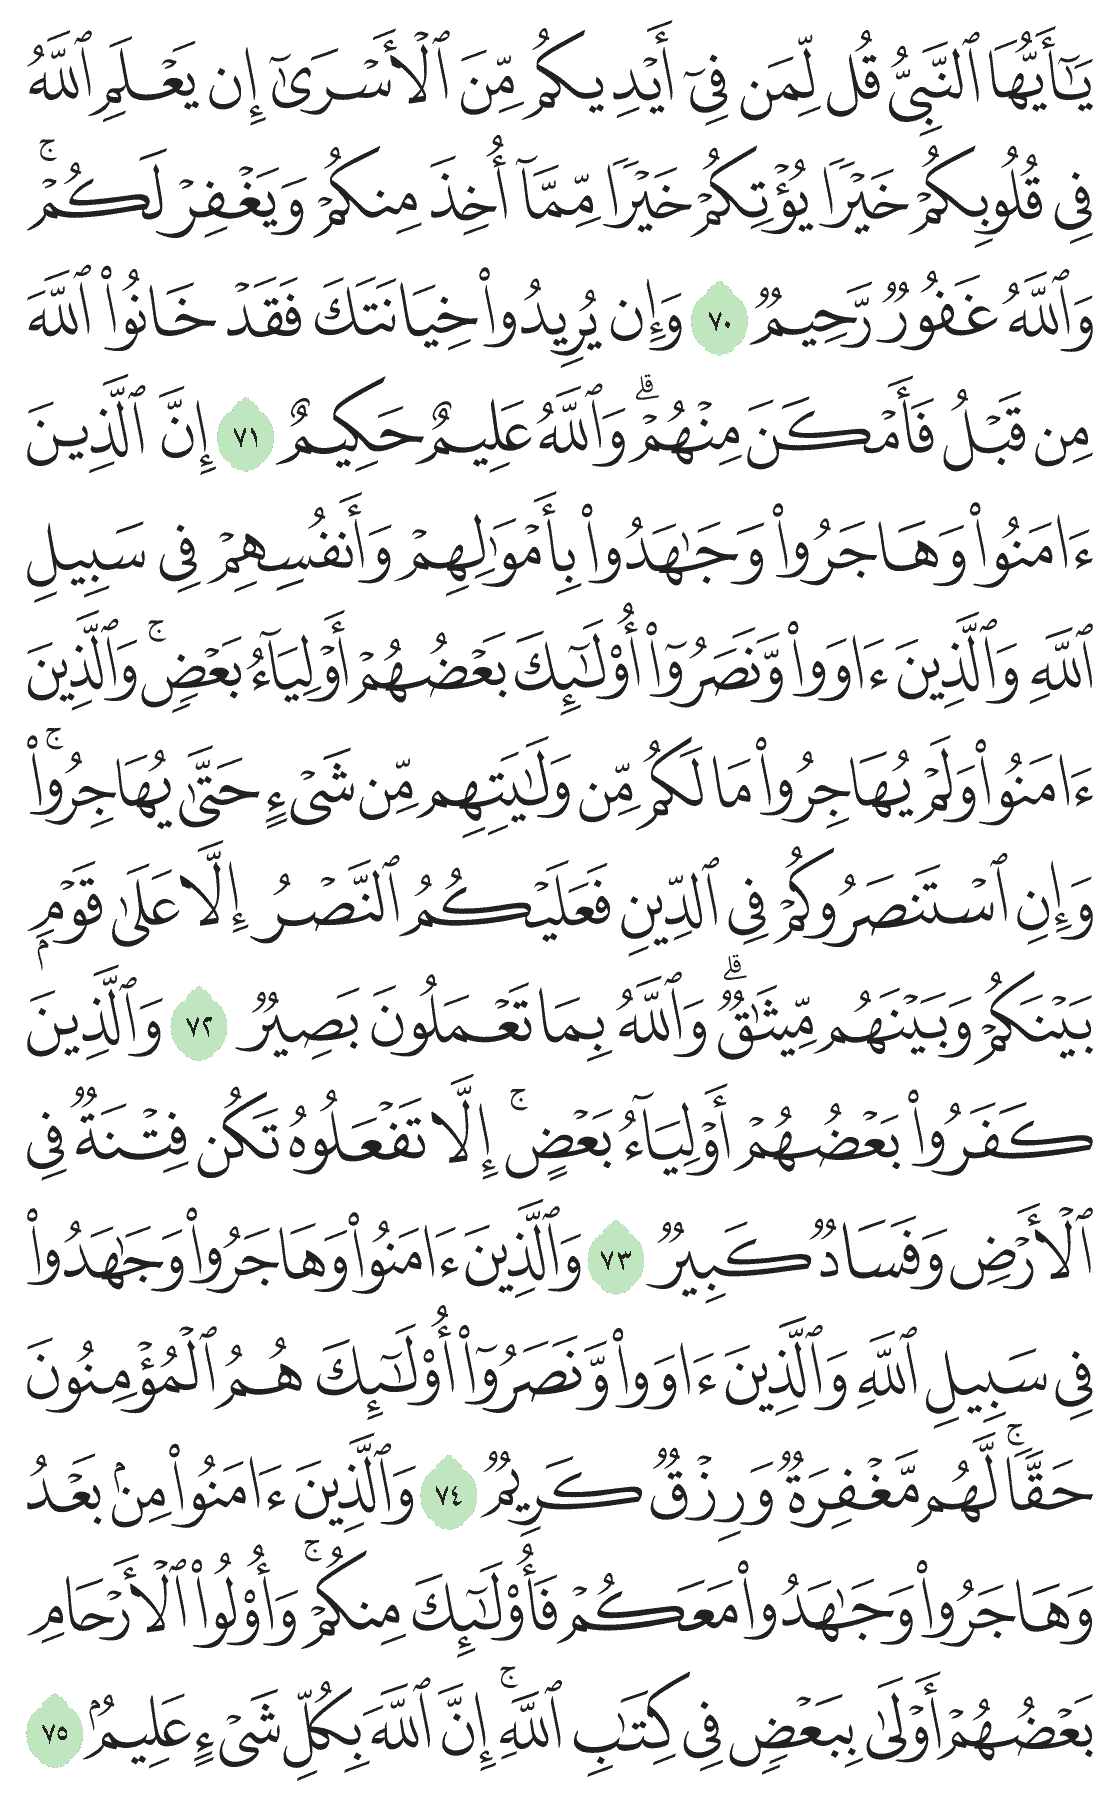 يَٰٓأَيُّهَا ٱلنَّبِيُّ قُل لِّمَن فِيٓ أَيۡدِيكُم مِّنَ ٱلۡأَسۡرَىٰٓ إِن يَعۡلَمِ ٱللَّهُ
فِي قُلُوبِكُمۡ خَيۡرٗا يُؤۡتِكُمۡ خَيۡرٗا مِّمَّآ أُخِذَ مِنكُمۡ وَيَغۡفِرۡ لَكُمۡۚ
وَٱللَّهُ غَفُورٞ رَّحِيمٞ ٧٠ وَإِن يُرِيدُواْ خِيَانَتَكَ فَقَدۡ خَانُواْ ٱللَّهَ
مِن قَبۡلُ فَأَمۡكَنَ مِنۡهُمۡۗ وَٱللَّهُ عَلِيمٌ حَكِيمٌ ٧١ إِنَّ ٱلَّذِينَ
ءَامَنُواْ وَهَاجَرُواْ وَجَٰهَدُواْ بِأَمۡوَٰلِهِمۡ وَأَنفُسِهِمۡ فِي سَبِيلِ
ٱللَّهِ وَٱلَّذِينَ ءَاوَواْ وَّنَصَرُوٓاْ أُوْلَٰٓئِكَ بَعۡضُهُمۡ أَوۡلِيَآءُ بَعۡضٖۚ وَٱلَّذِينَ
ءَامَنُواْ وَلَمۡ يُهَاجِرُواْ مَا لَكُم مِّن وَلَٰيَتِهِم مِّن شَيۡءٍ حَتَّىٰ يُهَاجِرُواْۚ
وَإِنِ ٱسۡتَنصَرُوكُمۡ فِي ٱلدِّينِ فَعَلَيۡكُمُ ٱلنَّصۡرُ إِلَّا عَلَىٰ قَوۡمِۭ
بَيۡنَكُمۡ وَبَيۡنَهُم مِّيثَٰقٞۗ وَٱللَّهُ بِمَا تَعۡمَلُونَ بَصِيرٞ ٧٢ وَٱلَّذِينَ
كَفَرُواْ بَعۡضُهُمۡ أَوۡلِيَآءُ بَعۡضٍۚ إِلَّا تَفۡعَلُوهُ تَكُن فِتۡنَةٞ فِي
ٱلۡأَرۡضِ وَفَسَادٞ كَبِيرٞ ٧٣ وَٱلَّذِينَ ءَامَنُواْ وَهَاجَرُواْ وَجَٰهَدُواْ
فِي سَبِيلِ ٱللَّهِ وَٱلَّذِينَ ءَاوَواْ وَّنَصَرُوٓاْ أُوْلَٰٓئِكَ هُمُ ٱلۡمُؤۡمِنُونَ
حَقّٗاۚ لَّهُم مَّغۡفِرَةٞ وَرِزۡقٞ كَرِيمٞ ٧٤ وَٱلَّذِينَ ءَامَنُواْ مِنۢ بَعۡدُ
وَهَاجَرُواْ وَجَٰهَدُواْ مَعَكُمۡ فَأُوْلَٰٓئِكَ مِنكُمۡۚ وَأُوْلُواْ ٱلۡأَرۡحَامِ
بَعۡضُهُمۡ أَوۡلَىٰ بِبَعۡضٖ فِي كِتَٰبِ ٱللَّهِۚ إِنَّ ٱللَّهَ بِكُلِّ شَيۡءٍ عَلِيمُۢ ٧٥